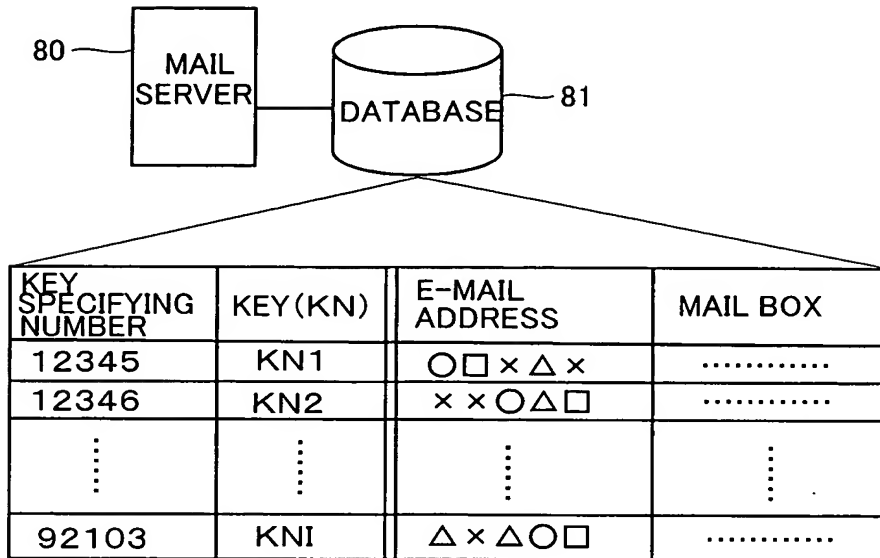 80
MAIL
SERVER
DATABASE
81
KEY
SPECIFYING
NUMBER
KEY(KN)
E-MAIL
ADDRESS
MAIL BOX
12345 KN1 ○□×△× ............
12346 KN2 ××○△□ ............
92103 KNI △×△○□ ............